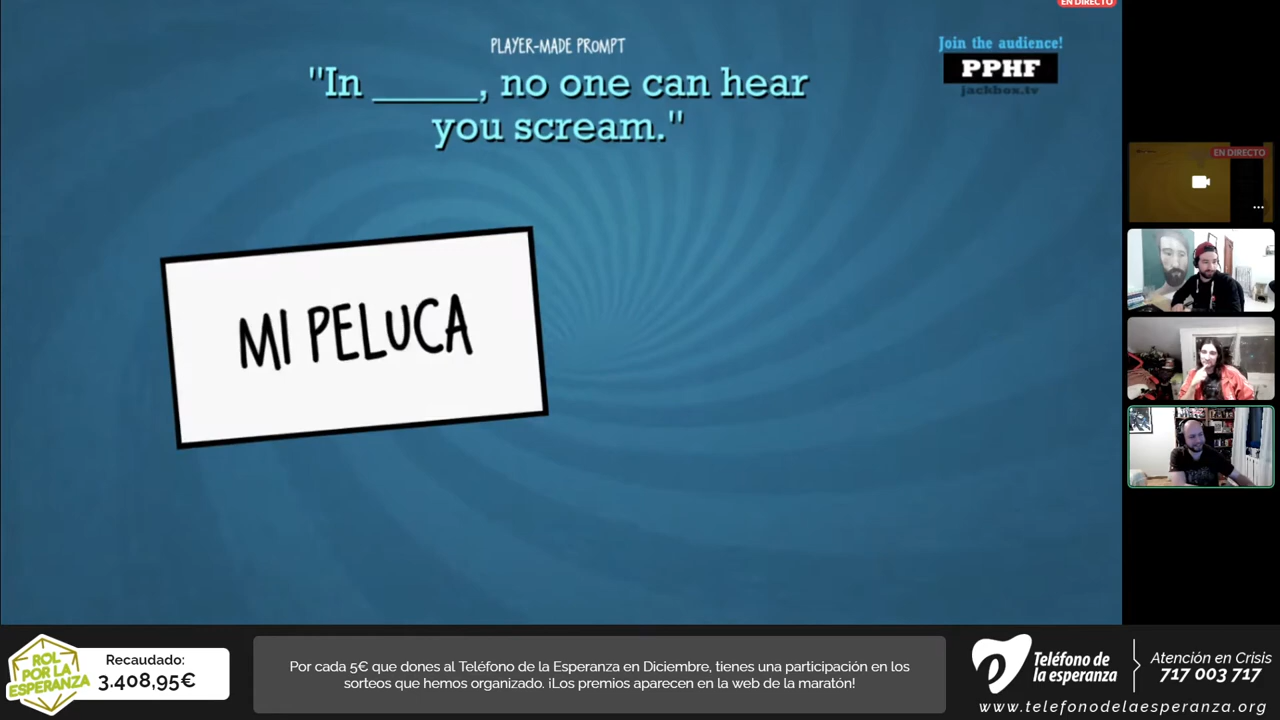 EN DIRECTO
PLAYER-MADE PROMPT
"In _____, no one can hear
you scream."
Join the audience!
PPHF
jackbox.tv
MI PELUCA
EN DIRECTO
ROL
POR LA
ESPERANZA
Recaudado:
3.408,95€
Por cada 5€ que dones al Teléfono de la Esperanza en Diciembre, tienes una participación en los
sorteos que hemos organizado. ¡Los premios aparecen en la web de la maratón!
Teléfono de
la esperanza
Atención en Crisis
717 003 717
www.telefonodelaesperanza.org